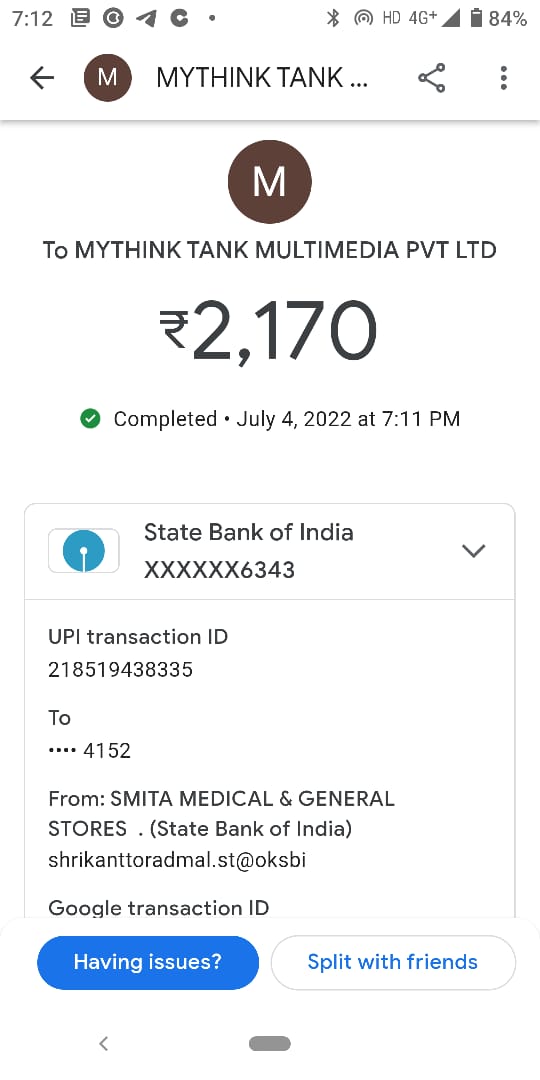 7:12 HD 4G+ 84%
M MYTHINK TANK ...
M
To MYTHINK TANK MULTIMEDIA PVT LTD
₹2,170
Completed • July 4, 2022 at 7:11 PM
State Bank of India
XXXXXX6343
UPI transaction ID
218519438335
To
•••• 4152
From: SMITA MEDICAL & GENERAL
STORES . (State Bank of India)
shrikanttoradmal.st@oksbi
Google transaction ID
Having issues? Split with friends